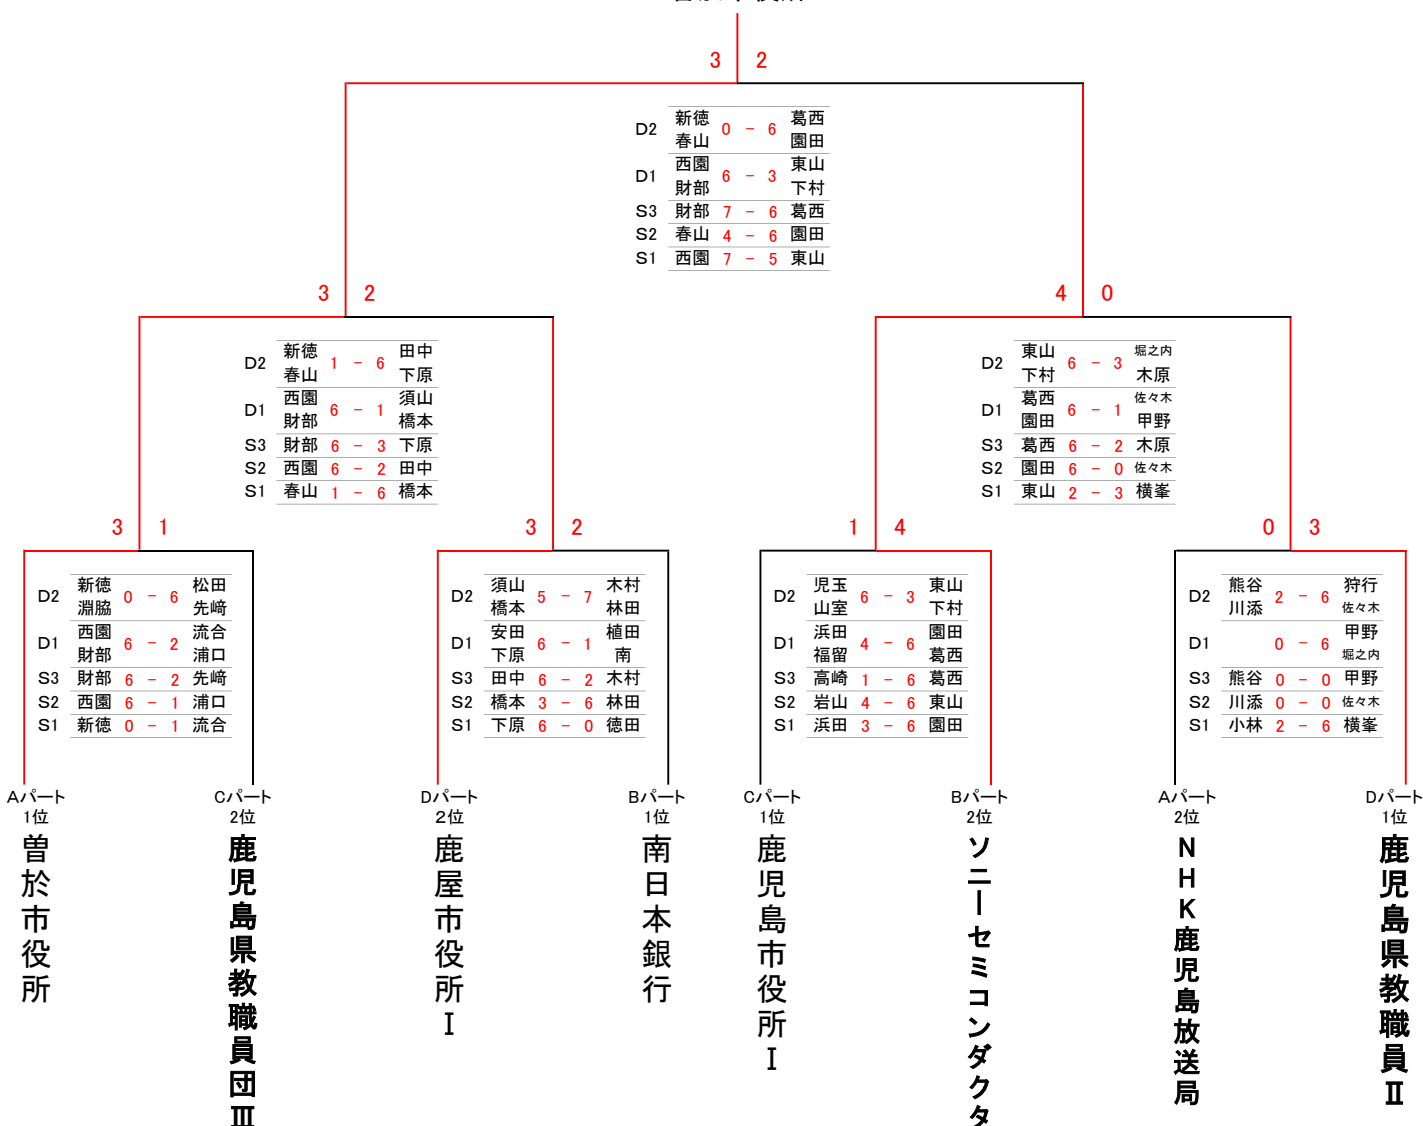 3 2
D2 新徳 春山 0 - 6 葛西 園田
D1 西園 財部 6 - 3 東山 下村
S3 財部 7 - 6 葛西
S2 春山 4 - 6 園田
S1 西園 7 - 5 東山
3 2
D2 新徳 春山 1 - 6 田中 下原
D1 西園 財部 6 - 1 須山 橋本
S3 財部 6 - 3 下原
S2 西園 6 - 2 田中
S1 春山 1 - 6 橋本
4 0
D2 東山 下村 6 - 3 堀之内 木原
D1 葛西 園田 6 - 1 佐々木 甲野
S3 葛西 6 - 2 木原
S2 園田 6 - 0 佐々木
S1 東山 2 - 3 横峯
3 1
D2 新徳 淵脇 0 - 6 松田 先﨑
D1 西園 財部 6 - 2 流合 浦口
S3 財部 6 - 2 先﨑
S2 西園 6 - 1 浦口
S1 新徳 0 - 1 流合
3 2
D2 須山 橋本 5 - 7 木村 林田
D1 安田 下原 6 - 1 植田 南
S3 田中 6 - 2 木村
S2 橋本 3 - 6 林田
S1 下原 6 - 0 徳田
1 4
D2 児玉 山室 6 - 3 東山 下村
D1 浜田 福留 4 - 6 園田 葛西
S3 高崎 1 - 6 葛西
S2 岩山 4 - 6 東山
S1 浜田 3 - 6 園田
0 3
D2 熊谷 川添 2 - 6 狩行 佐々木
D1 0 - 6 甲野 堀之内
S3 熊谷 0 - 0 甲野
S2 川添 0 - 0 佐々木
S1 小林 2 - 6 横峯
Aパート
1位
曽於市役所
Cパート
2位
鹿児島県教職員団Ⅲ
Dパート
2位
鹿屋市役所Ⅰ
Bパート
1位
南日本銀行
Cパート
1位
鹿児島市役所Ⅰ
Bパート
2位
ソニーセミコンダクタ
Aパート
2位
NHK鹿児島放送局
Dパート
1位
鹿児島県教職員Ⅱ